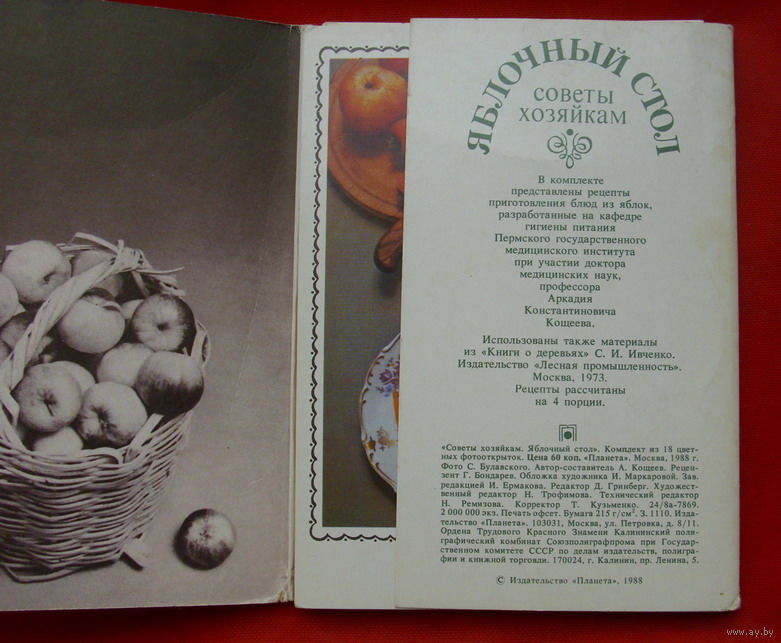 ЯБЛОЧНЫЙ СТОЛ
советы
хозяйкам
В комплекте
представлены рецепты
приготовления блюд из яблок,
разработанные на кафедре
гигиены питания
Пермского государственного
медицинского института
при участии доктора
медицинских наук,
профессора
Аркадия
Константиновича
Кощеева.
Использованы также материалы
из «Книги о деревьях» С. И. Ивченко.
Издательство «Лесная промышленность».
Москва, 1973.
Рецепты рассчитаны
на 4 порции.
«Советы хозяйкам. Яблочный стол». Комплект из 18 цвет-
ных фотооткрыток. Цена 60 коп. «Планета». Москва, 1988 г.
Фото С. Булавского. Автор-составитель А. Кощеев. Рецен-
зент Г. Бондарев. Обложка художника И. Маркаровой. Зав.
редакцией И. Ермакова. Редактор Д. Гринберг. Художест-
венный редактор Н. Трофимова. Технический редактор
Н. Ремизова. Корректор Т. Кузьменко. 24/8а-7869.
2 000 000 экз. Печать офсет. Бумага 215 г/см². З. 1110. Изда-
тельство «Планета». 103031, Москва, ул. Петровка, д. 8/11.
Ордена Трудового Красного Знамени Калининский поли-
графический комбинат Союзполиграфпрома при Государ-
ственном комитете СССР по делам издательств, полигра-
фии и книжной торговли. 170024, г. Калинин, пр. Ленина, 5.
© Издательство «Планета», 1988
www.ay.by